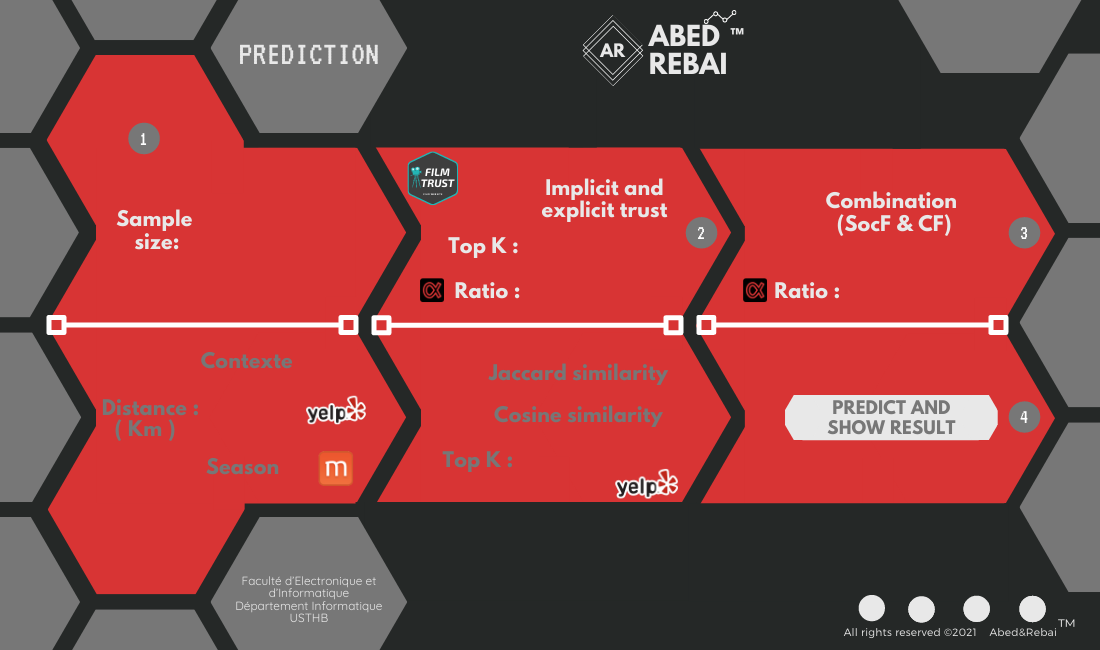 PREDICTION
AR
ABED
REBAI
TM
1
Sample
size:
FILM
TRUST
Implicit and
explicit trust
2
Top K :
α Ratio :
Combination
(SocF & CF)
3
α Ratio :
Contexte
Distance :
( Km )
yelp
Season
m
Jaccard similarity
Cosine similarity
Top K :
yelp
PREDICT AND
SHOW RESULT
4
Faculté d'Electronique et
d'Informatique
Département Informatique
USTHB
All rights reserved ©2021 Abed&Rebai TM